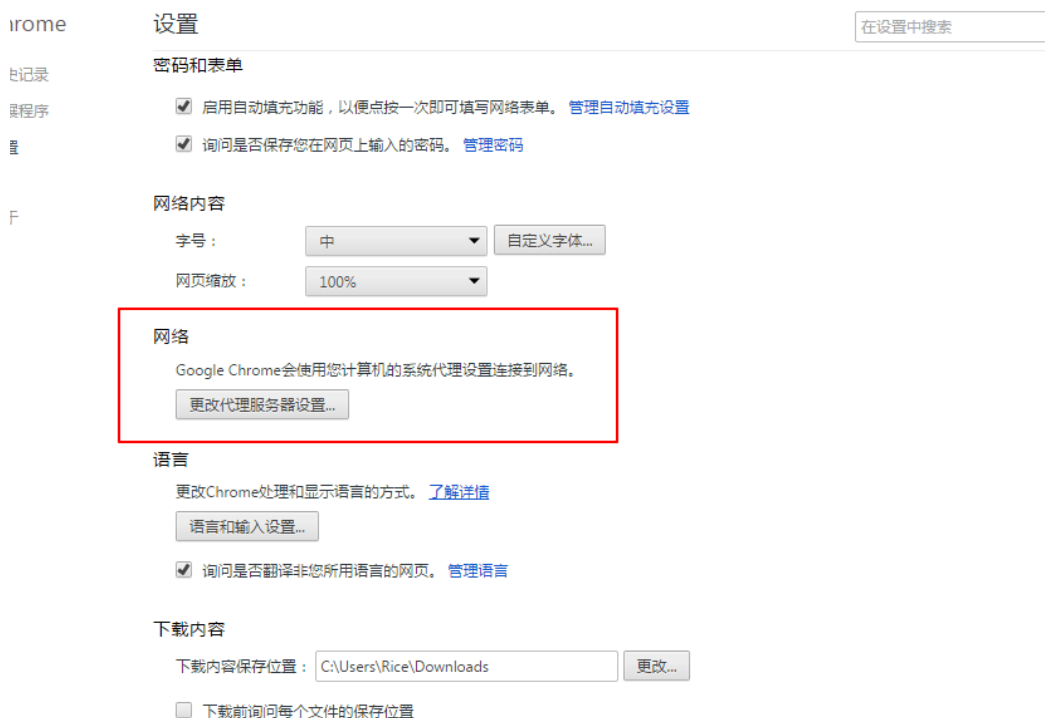 rome
设置
在设置中搜索
史记录
展程序
置
于
密码和表单
启用自动填充功能，以便点按一次即可填写网络表单。 管理自动填充设置
询问是否保存您在网页上输入的密码。 管理密码
网络内容
字号： 中 自定义字体...
网页缩放： 100%
网络
Google Chrome会使用您计算机的系统代理设置连接到网络。
更改代理服务器设置...
语言
更改Chrome处理和显示语言的方式。 了解详情
语言和输入设置...
询问是否翻译非您所用语言的网页。 管理语言
下载内容
下载内容保存位置： C:\Users\Rice\Downloads 更改...
下载前询问每个文件的保存位置